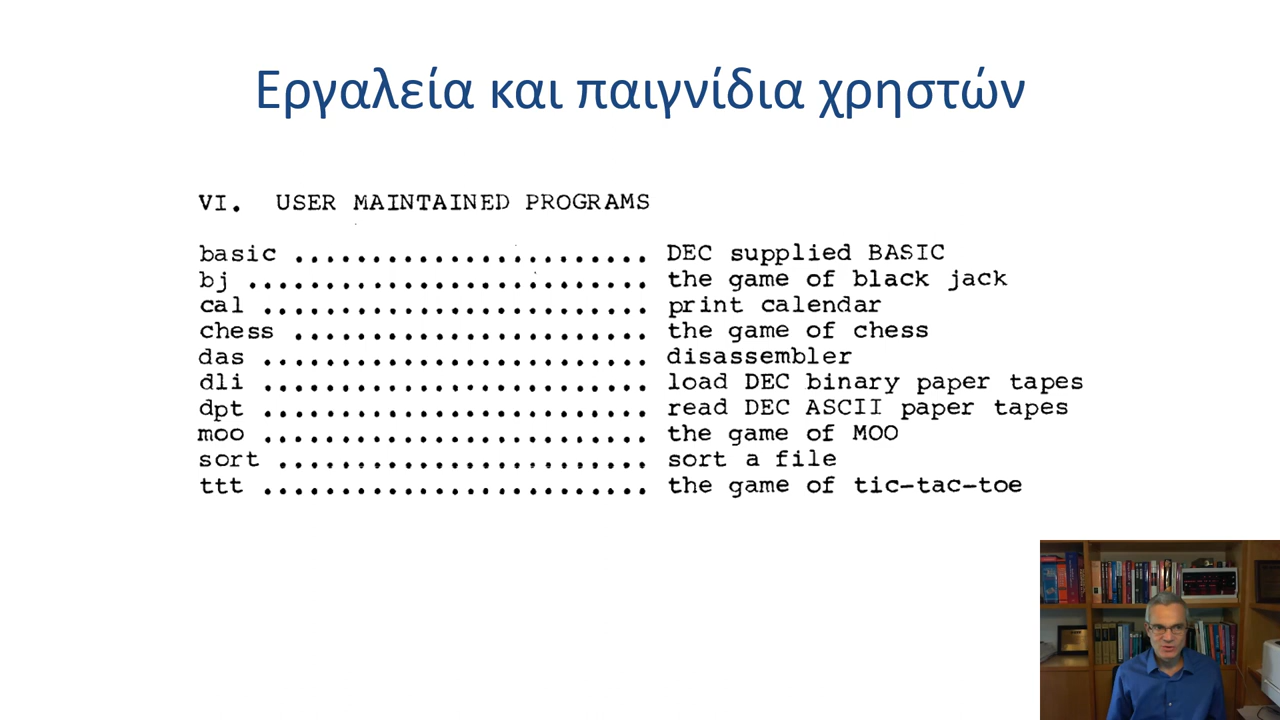 Εργαλεία και παιγνίδια χρηστών
VI. USER MAINTAINED PROGRAMS
basic ....................... DEC supplied BASIC
bj .......................... the game of black jack
cal ......................... print calendar
chess ....................... the game of chess
das ......................... disassembler
dli ......................... load DEC binary paper tapes
dpt ......................... read DEC ASCII paper tapes
moo ......................... the game of MOO
sort ........................ sort a file
ttt ......................... the game of tic-tac-toe